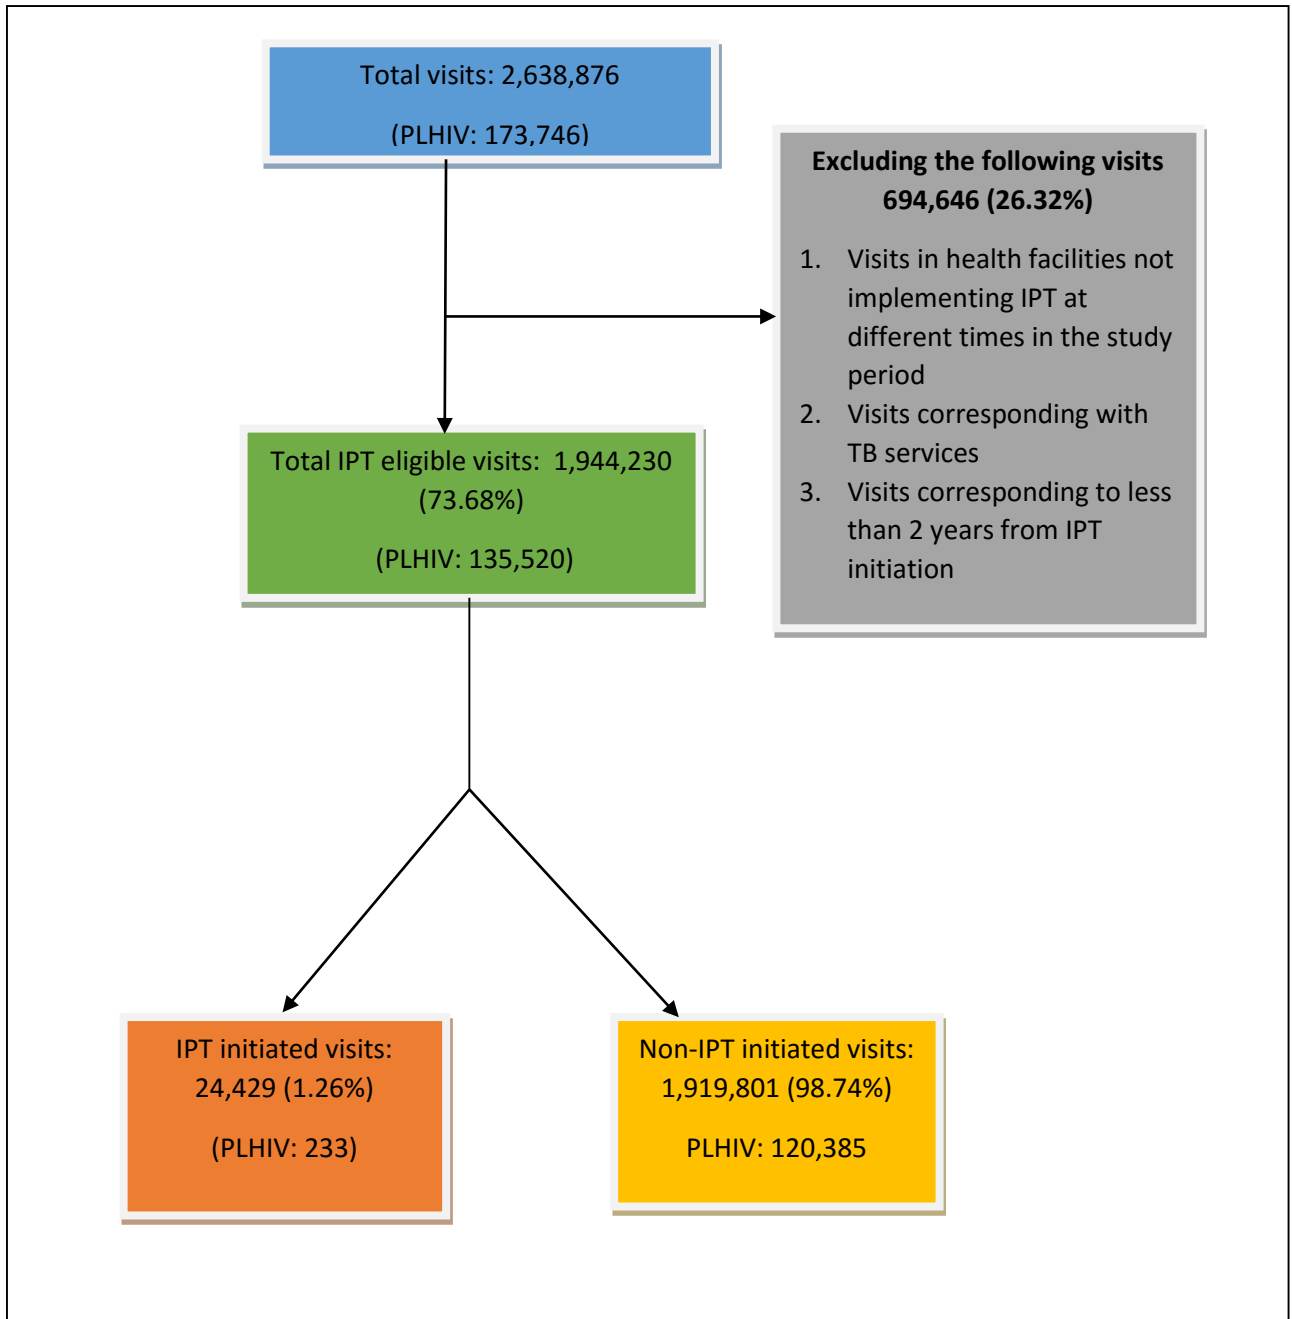 Total visits: 2,638,876
(PLHIV: 173,746)
Excluding the following visits
694,646 (26.32%)
1. Visits in health facilities not
implementing IPT at
different times in the study
period
2. Visits corresponding with
TB services
3. Visits corresponding to less
than 2 years from IPT
initiation
Total IPT eligible visits: 1,944,230
(73.68%)
(PLHIV: 135,520)
IPT initiated visits:
24,429 (1.26%)
(PLHIV: 233)
Non-IPT initiated visits:
1,919,801 (98.74%)
PLHIV: 120,385